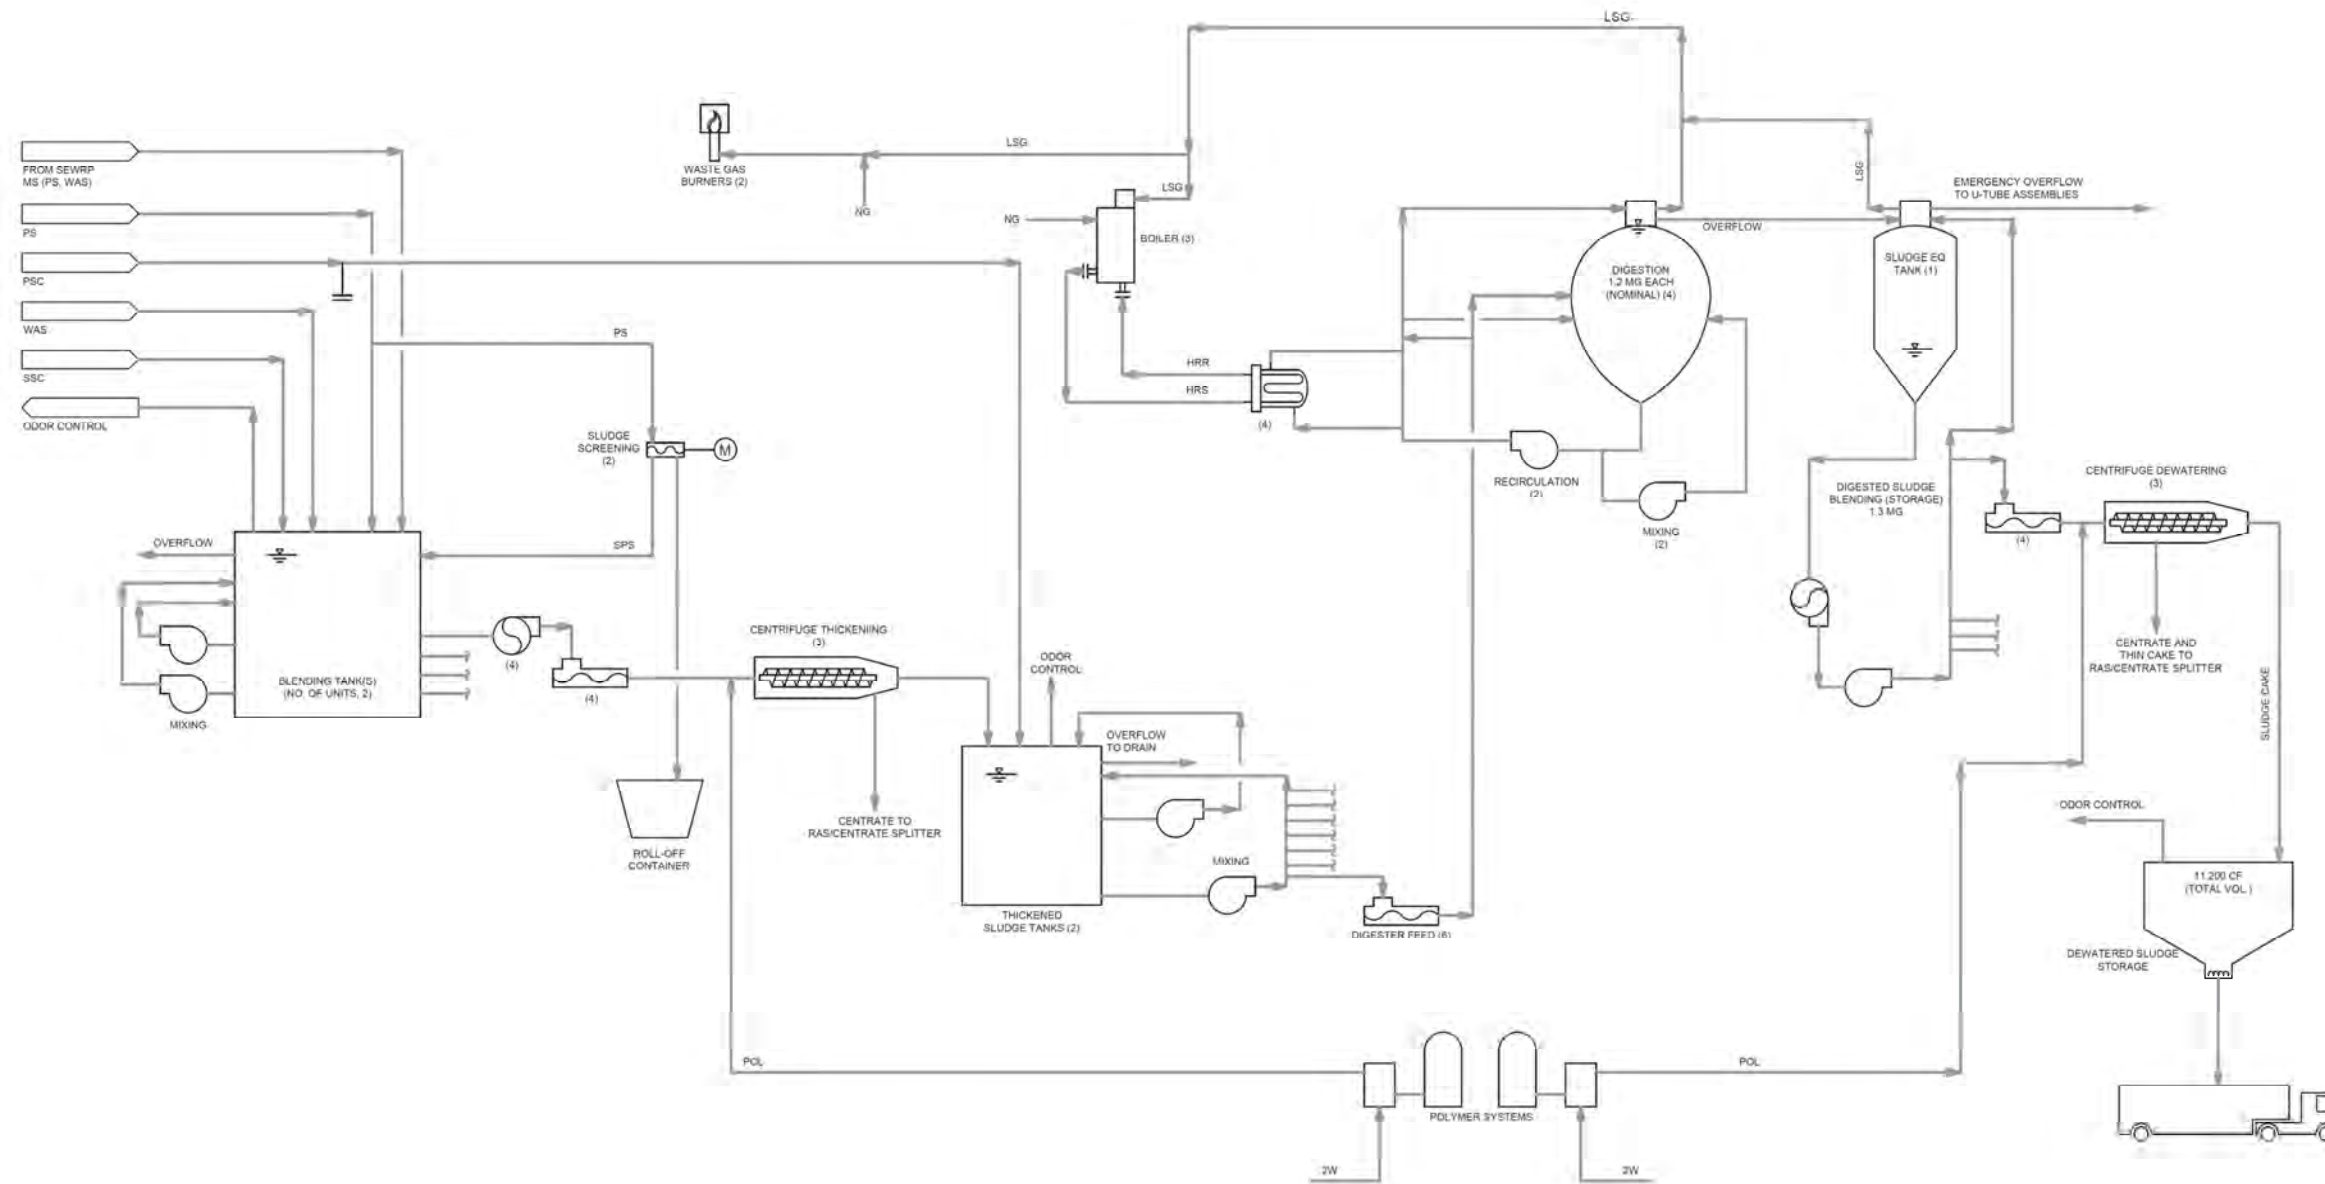 LSG
WASTE GAS
BURNERS (2)
LSG
NG
LSG
NG
BOILER (3)
LSG
EMERGENCY OVERFLOW
TO U-TUBE ASSEMBLIES
OVERFLOW
FROM SEWRP
MS (PS, WAS)
PS
PSC
WAS
SSC
ODOR CONTROL
PS
SLUDGE
SCREENING
(2)
M
SPS
OVERFLOW
BLENDING TANK(S)
(NO. OF UNITS, 2)
MIXING
(4)
(4)
ROLL-OFF
CONTAINER
CENTRIFUGE THICKENIING
(3)
CENTRATE TO
RAS/CENTRATE SPLITTER
ODOR
CONTROL
OVERFLOW
TO DRAIN
MIXING
THICKENED
SLUDGE TANKS (2)
DIGESTER FEED (6)
HRR
HRS
(4)
DIGESTION
1.2 MG EACH
(NOMINAL) (4)
RECIRCULATION
(2)
MIXING
(2)
SLUDGE EQ
TANK (1)
DIGESTED SLUDGE
BLENDING (STORAGE)
1.3 MG
(4)
CENTRIFUGE DEWATERING
(3)
CENTRATE AND
THIN CAKE TO
RAS/CENTRATE SPLITTER
SLUDGE CAKE
ODOR CONTROL
11,200 CF
(TOTAL VOL.)
DEWATERED SLUDGE
STORAGE
POL
POL
POLYMER SYSTEMS
2W
2W